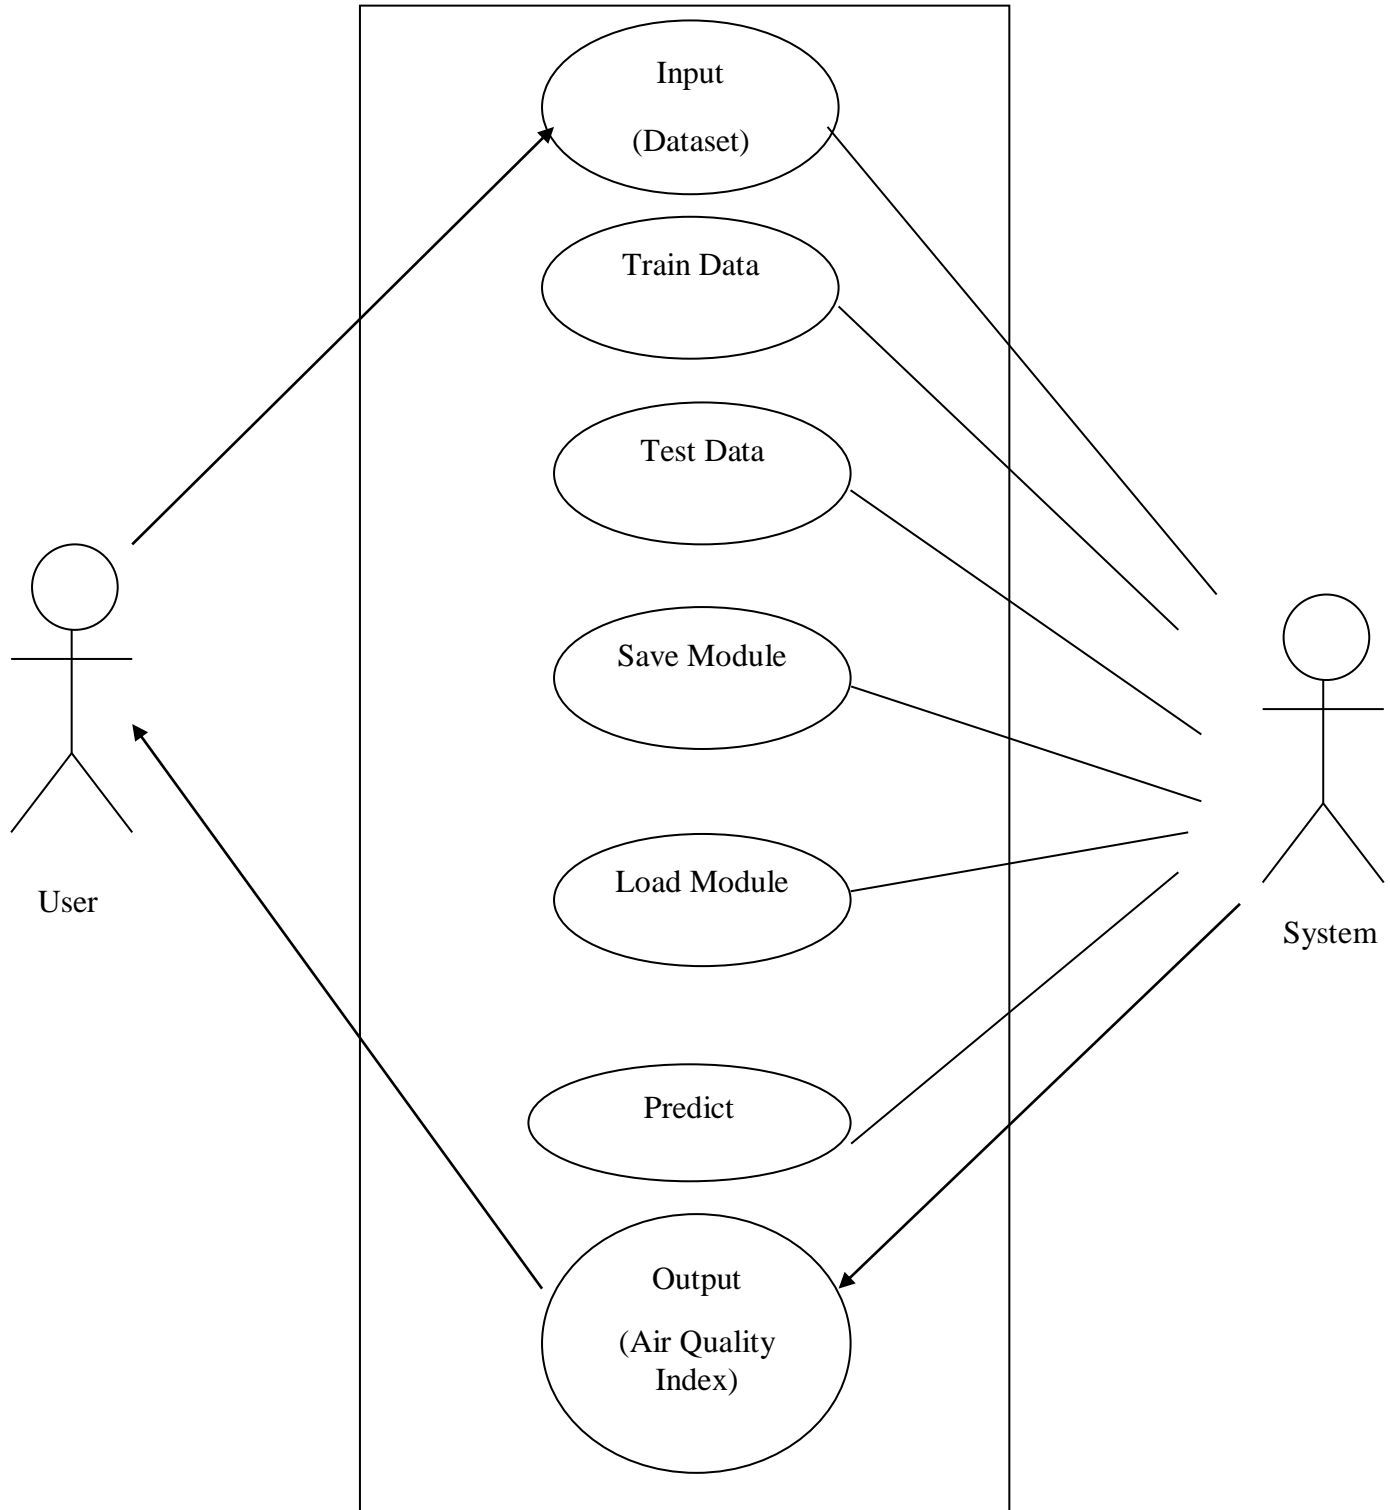 Input
(Dataset)
Train Data
Test Data
Save Module
Load Module
User
System
Predict
Output
(Air Quality
Index)